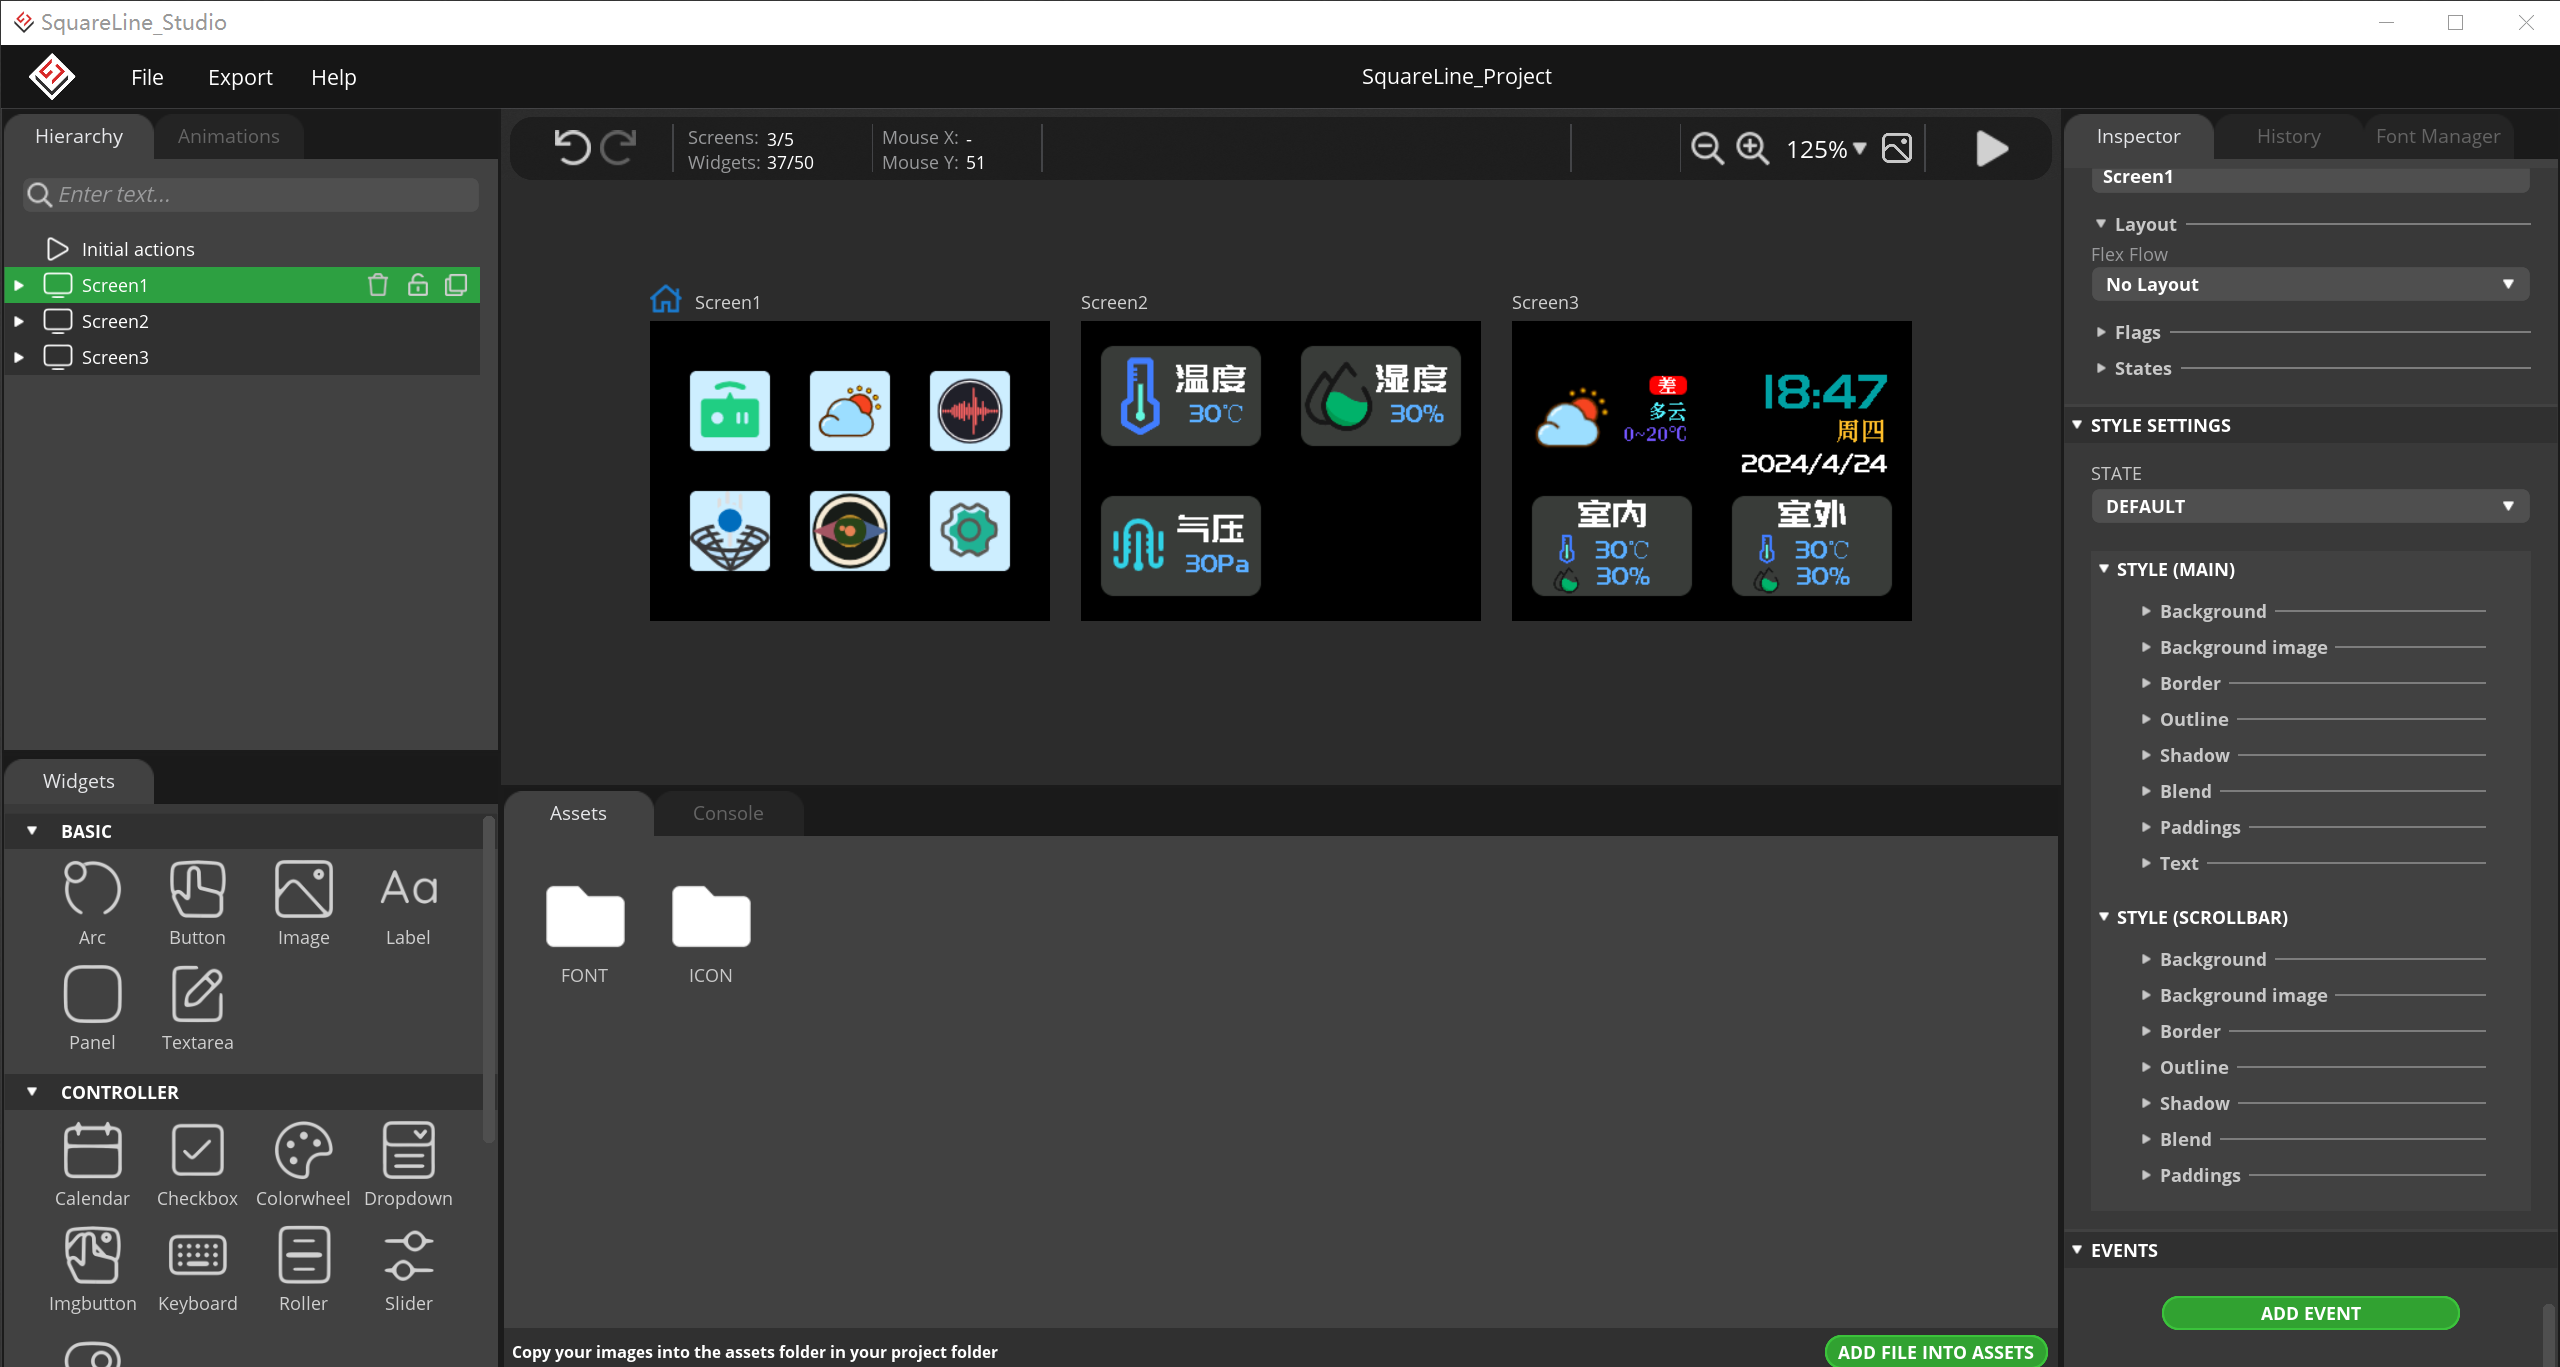 SquareLine_Studio
File Export Help
SquareLine_Project
Hierarchy Animations
Enter text...
Initial actions
Screen1
Screen2
Screen3
Widgets
BASIC
Arc Button Image Label
Panel Textarea
CONTROLLER
Calendar Checkbox Colorwheel Dropdown
Imgbutton Keyboard Roller Slider
Screens: 3/5
Widgets: 37/50
Mouse X: -
Mouse Y: 51
125%
Screen1
Screen2
温度
30℃
湿度
30%
气压
30Pa
Screen3
差
多云
0~20℃
18:47
周四
2024/4/24
室内
30℃
30%
室外
30℃
30%
Assets Console
FONT ICON
Copy your images into the assets folder in your project folder
ADD FILE INTO ASSETS
Inspector History Font Manager
Screen1
Layout
Flex Flow
No Layout
Flags
States
STYLE SETTINGS
STATE
DEFAULT
STYLE (MAIN)
Background
Background image
Border
Outline
Shadow
Blend
Paddings
Text
STYLE (SCROLLBAR)
Background
Background image
Border
Outline
Shadow
Blend
Paddings
EVENTS
ADD EVENT